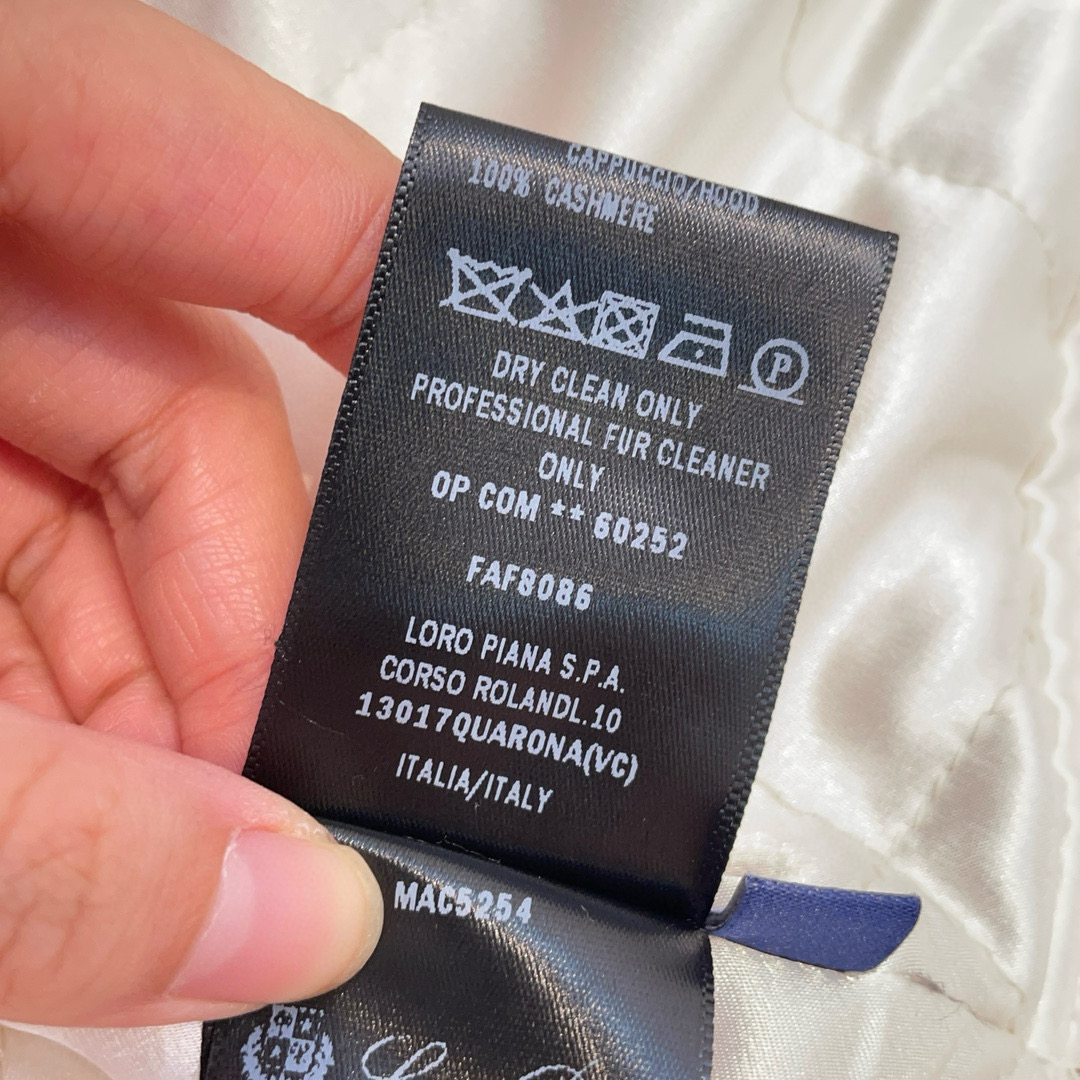 CAPPUCCIO/HOOD
100% CASHMERE
P
DRY CLEAN ONLY
PROFESSIONAL FUR CLEANER
ONLY
OP COM ** 60252
FAF8086
LORO PIANA S.P.A.
CORSO ROLANDI.10
13017QUARONA(VC)
ITALIA/ITALY
MAC5254